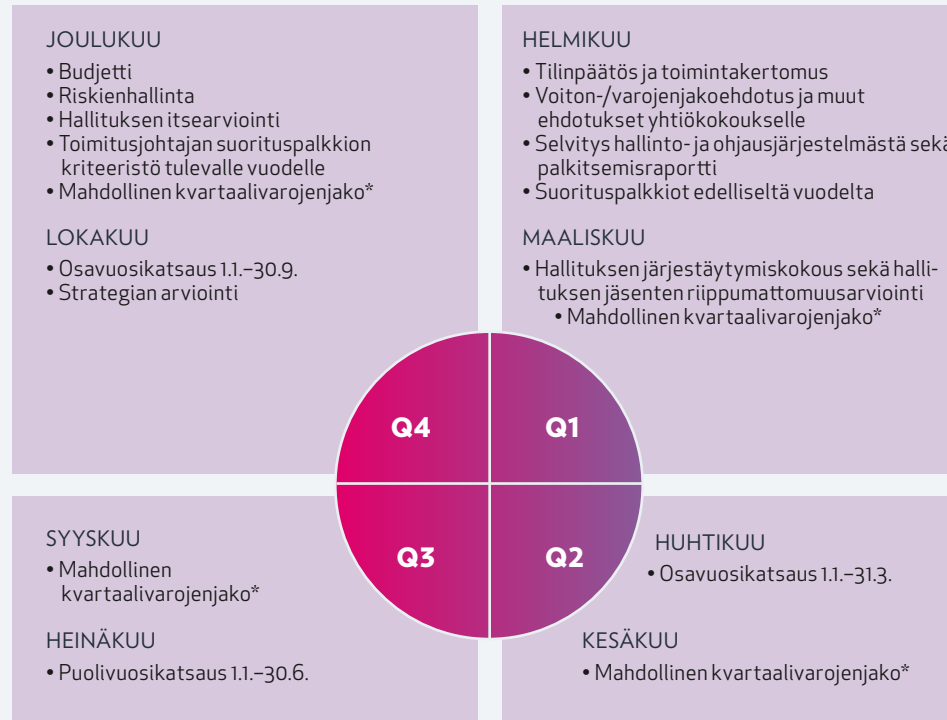 JOULUKUU
• Budjetti
• Riskienhallinta
• Hallituksen itsearviointi
• Toimitusjohtajan suorituspalkkion
kriteeristö tulevalle vuodelle
• Mahdollinen kvartaalivarojenjako*
LOKAKUU
• Osavuosikatsaus 1.1.–30.9.
• Strategian arviointi
HELMIKUU
• Tilinpäätös ja toimintakertomus
• Voiton-/varojenjakoehdotus ja muut
ehdotukset yhtiökokoukselle
• Selvitys hallinto- ja ohjausjärjestelmästä sekä
palkitsemisraportti
• Suorituspalkkiot edelliseltä vuodelta
MAALISKUU
• Hallituksen järjestäytymiskokous sekä halli-
tuksen jäsenten riippumattomuusarviointi
• Mahdollinen kvartaalivarojenjako*
Q4
Q1
Q3
Q2
SYYSKUU
• Mahdollinen
kvartaalivarojenjako*
HEINÄKUU
• Puolivuosikatsaus 1.1.–30.6.
HUHTIKUU
• Osavuosikatsaus 1.1.–31.3.
KESÄKUU
• Mahdollinen kvartaalivarojenjako*